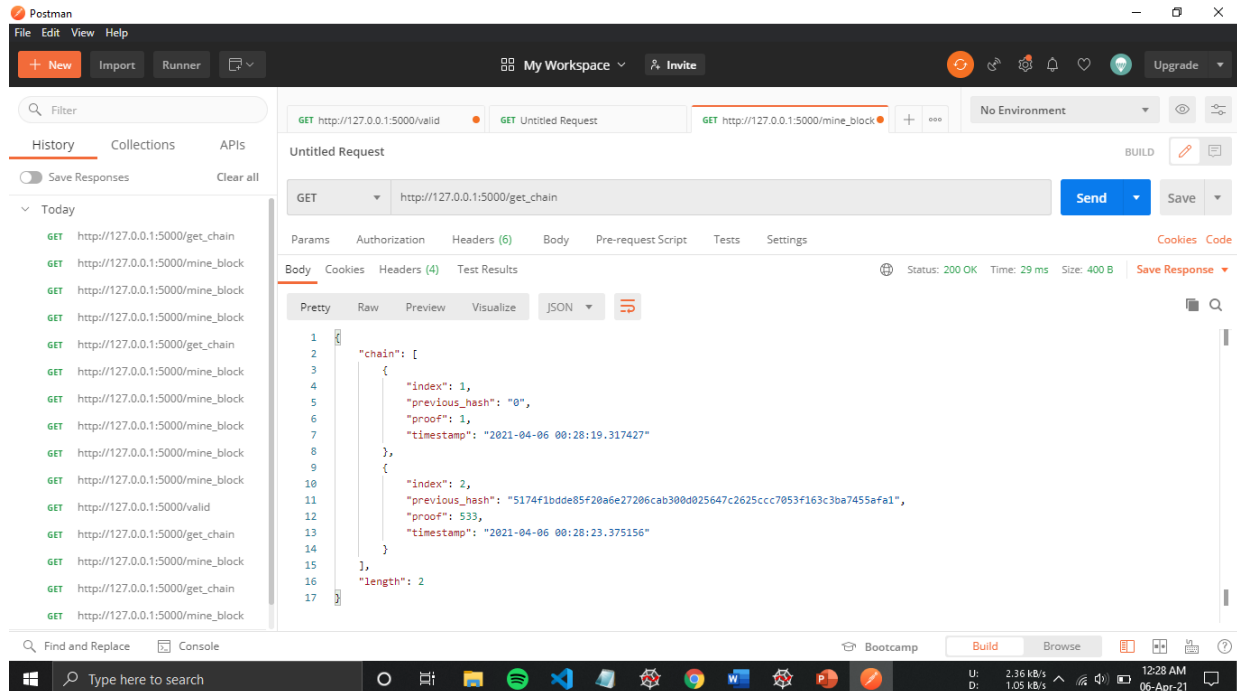 Postman
File Edit View Help
+ New Import Runner My Workspace Invite Upgrade
Filter
History Collections APIs
Save Responses Clear all
Today
GET http://127.0.0.1:5000/get_chain
GET http://127.0.0.1:5000/mine_block
GET http://127.0.0.1:5000/mine_block
GET http://127.0.0.1:5000/mine_block
GET http://127.0.0.1:5000/get_chain
GET http://127.0.0.1:5000/mine_block
GET http://127.0.0.1:5000/mine_block
GET http://127.0.0.1:5000/mine_block
GET http://127.0.0.1:5000/mine_block
GET http://127.0.0.1:5000/mine_block
GET http://127.0.0.1:5000/valid
GET http://127.0.0.1:5000/get_chain
GET http://127.0.0.1:5000/mine_block
GET http://127.0.0.1:5000/get_chain
GET http://127.0.0.1:5000/mine_block
GET http://127.0.0.1:5000/valid GET Untitled Request GET http://127.0.0.1:5000/mine_block + No Environment
Untitled Request BUILD
GET http://127.0.0.1:5000/get_chain Send Save
Params Authorization Headers (6) Body Pre-request Script Tests Settings Cookies Code
Body Cookies Headers (4) Test Results Status: 200 OK Time: 29 ms Size: 400 B Save Response
Pretty Raw Preview Visualize JSON
1 {
2 "chain": [
3 {
4 "index": 1,
5 "previous_hash": "0",
6 "proof": 1,
7 "timestamp": "2021-04-06 00:28:19.317427"
8 },
9 {
10 "index": 2,
11 "previous_hash": "5174f1bdde85f20a6e27206cab300d025647c2625ccc7053f163c3ba7455afa1",
12 "proof": 533,
13 "timestamp": "2021-04-06 00:28:23.375156"
14 }
15 ],
16 "length": 2
17 }
Find and Replace Console Bootcamp Build Browse
Type here to search
U: 2.36 kB/s
D: 1.05 kB/s
12:28 AM
06-Apr-21